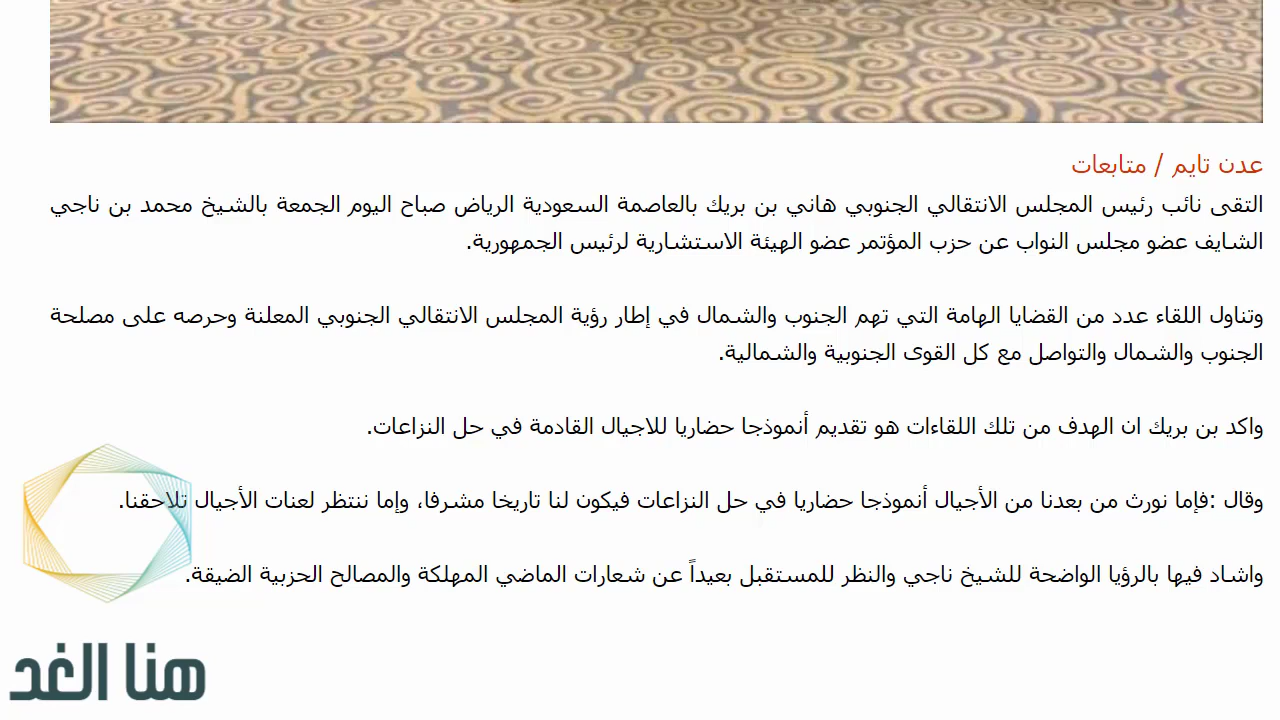 عدن تايم / متابعات
التقى نائب رئيس المجلس الانتقالي الجنوبي هاني بن بريك بالعاصمة السعودية الرياض صباح اليوم الجمعة بالشيخ محمد بن ناجي
الشايف عضو مجلس النواب عن حزب المؤتمر عضو الهيئة الاستشارية لرئيس الجمهورية.
وتناول اللقاء عدد من القضايا الهامة التي تهم الجنوب والشمال في إطار رؤية المجلس الانتقالي الجنوبي المعلنة وحرصه على مصلحة
الجنوب والشمال والتواصل مع كل القوى الجنوبية والشمالية.
واكد بن بريك ان الهدف من تلك اللقاءات هو تقديم أنموذجا حضاريا للاجيال القادمة في حل النزاعات.
وقال :فإما نورث من بعدنا من الأجيال أنموذجا حضاريا في حل النزاعات فيكون لنا تاريخا مشرفا، وإما ننتظر لعنات الأجيال تلاحقنا.
واشاد فيها بالرؤيا الواضحة للشيخ ناجي والنظر للمستقبل بعيداً عن شعارات الماضي المهلكة والمصالح الحزبية الضيقة.
هنا الغد